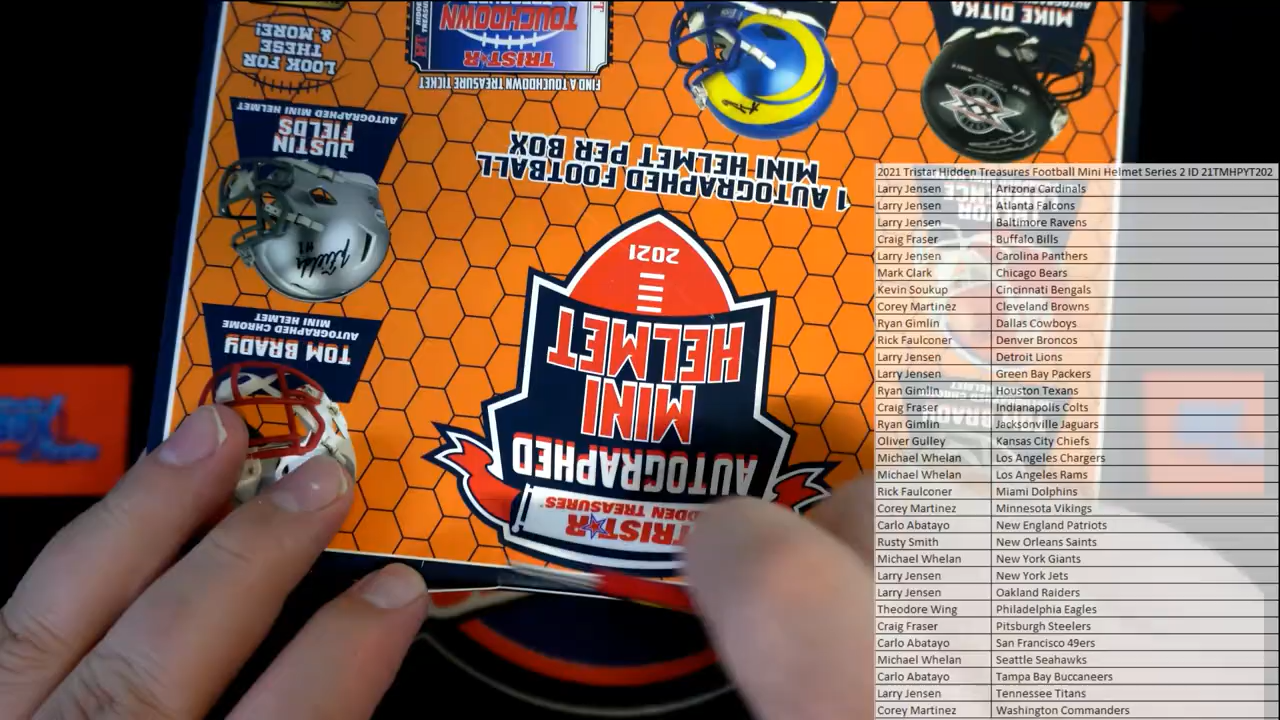 LOOK FOR
THESE
& MORE!
TOUCHDOWN
TRISTAR
FIND A TOUCHDOWN TREASURE TICKET
MIKE DITKA
JUSTIN
FIELDS
AUTOGRAPHED MINI HELMET
1 AUTOGRAPHED FOOTBALL
MINI HELMET PER BOX
TOM BRADY
AUTOGRAPHED CHROME
MINI HELMET
TRISTAR
TREASURES
AUTOGRAPHED
MINI
HELMET
2021
2021 Tristar Hidden Treasures Football Mini Helmet Series 2 ID 21TMHPYT202
Larry Jensen Arizona Cardinals
Larry Jensen Atlanta Falcons
Larry Jensen Baltimore Ravens
Craig Fraser Buffalo Bills
Larry Jensen Carolina Panthers
Mark Clark Chicago Bears
Kevin Soukup Cincinnati Bengals
Corey Martinez Cleveland Browns
Ryan Gimlin Dallas Cowboys
Rick Faulconer Denver Broncos
Larry Jensen Detroit Lions
Larry Jensen Green Bay Packers
Ryan Gimlin Houston Texans
Craig Fraser Indianapolis Colts
Ryan Gimlin Jacksonville Jaguars
Oliver Gulley Kansas City Chiefs
Michael Whelan Los Angeles Chargers
Michael Whelan Los Angeles Rams
Rick Faulconer Miami Dolphins
Corey Martinez Minnesota Vikings
Carlo Abatayo New England Patriots
Rusty Smith New Orleans Saints
Michael Whelan New York Giants
Larry Jensen New York Jets
Larry Jensen Oakland Raiders
Theodore Wing Philadelphia Eagles
Craig Fraser Pitsburgh Steelers
Carlo Abatayo San Francisco 49ers
Michael Whelan Seattle Seahawks
Carlo Abatayo Tampa Bay Buccaneers
Larry Jensen Tennessee Titans
Corey Martinez Washington Commanders